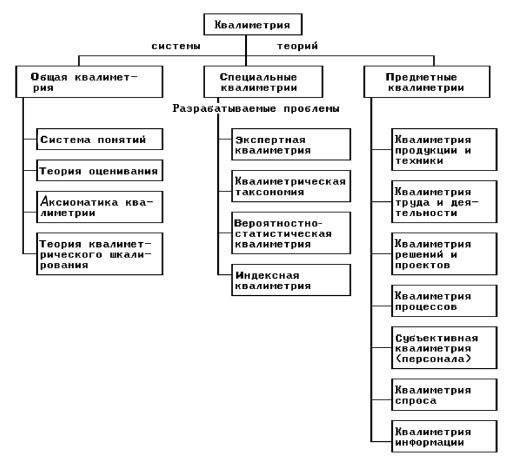 Квалиметрия
системы теорий
Общая квалимет-
рия
Специальные
квалиметрии
Предметные
квалиметрии
Разрабатываемые проблемы
Система понятий
Теория оценивания
Аксиоматика ква-
лиметрии
Теория квалимет-
рического шкали-
рования
Экспертная
квалиметрия
Квалиметрическая
таксономия
Вероятностно-
статистическая
квалиметрия
Индексная
квалиметрия
Квалиметрия
продукции и
техники
Квалиметрия
труда и дея-
тельности
Квалиметрия
решений и
проектов
Квалиметрия
процессов
Субъективная
квалиметрия
(персонала)
Квалиметрия
спроса
Квалиметрия
информации